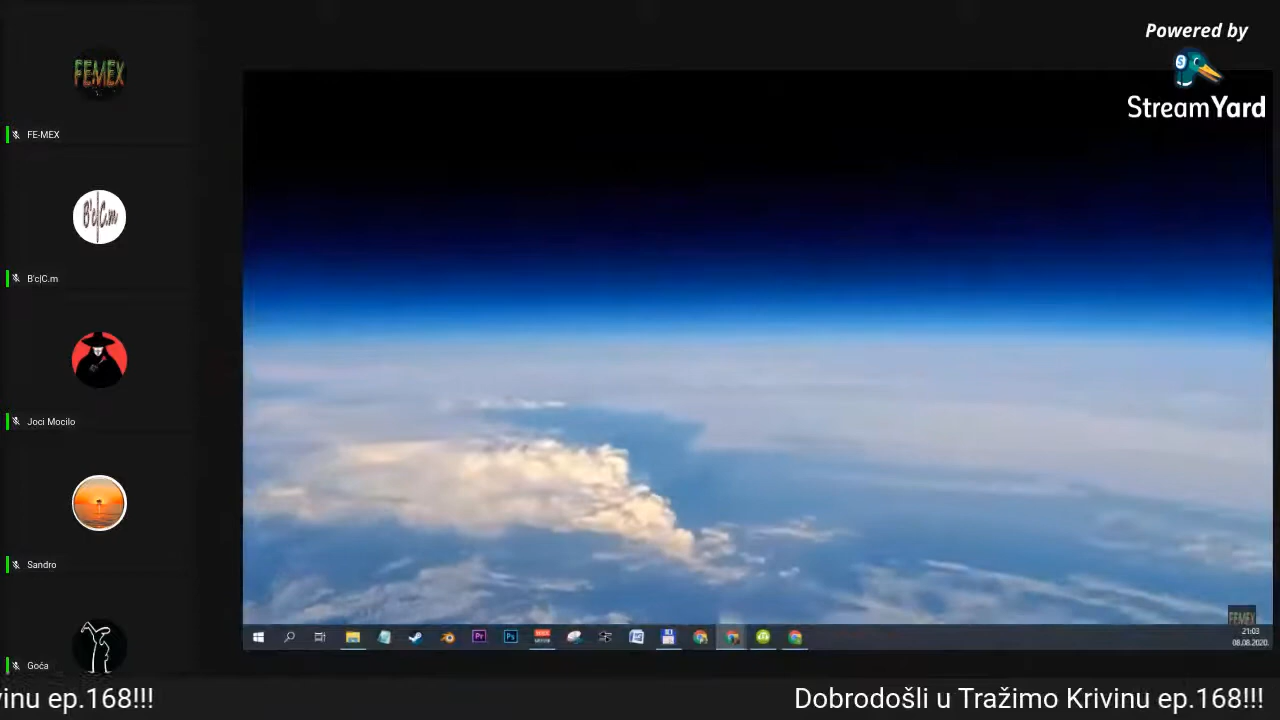 Powered by
StreamYard
FEMEX
FE-MEX
B'c|C.m
B'c|C.m
Joci Mocilo
Sandro
Goća
FEMEX
21:03
08.08.2020.
vinu ep.168!!!
Dobrodošli u Tražimo Krivinu ep.168!!!